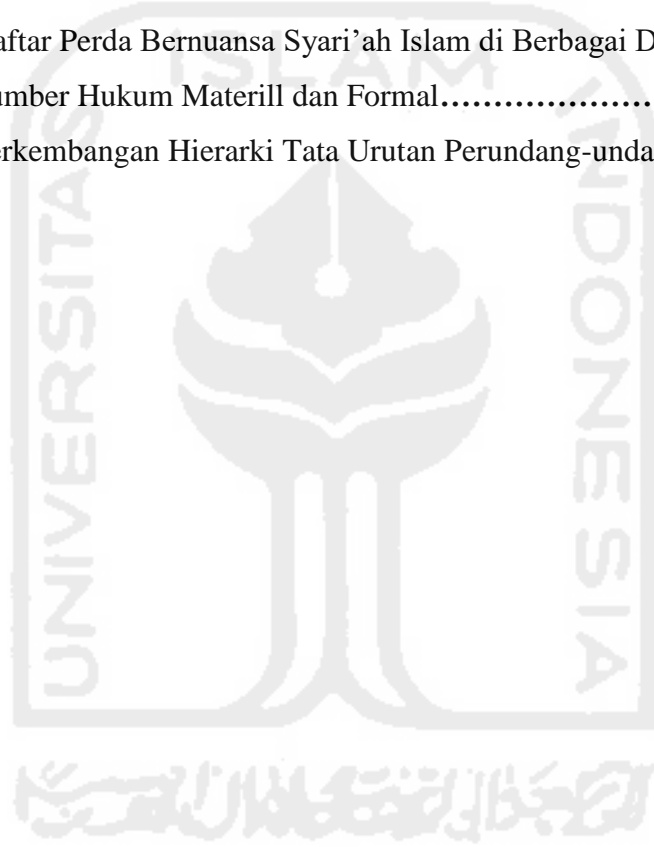 aftar Perda Bernuansa Syari’ah Islam di Berbagai D
ISLAM
umber Hukum Materill dan Formal.....................
erkembangan Hierarki Tata Urutan Perundang-unda
UNIVERSITAS
INDONESIA